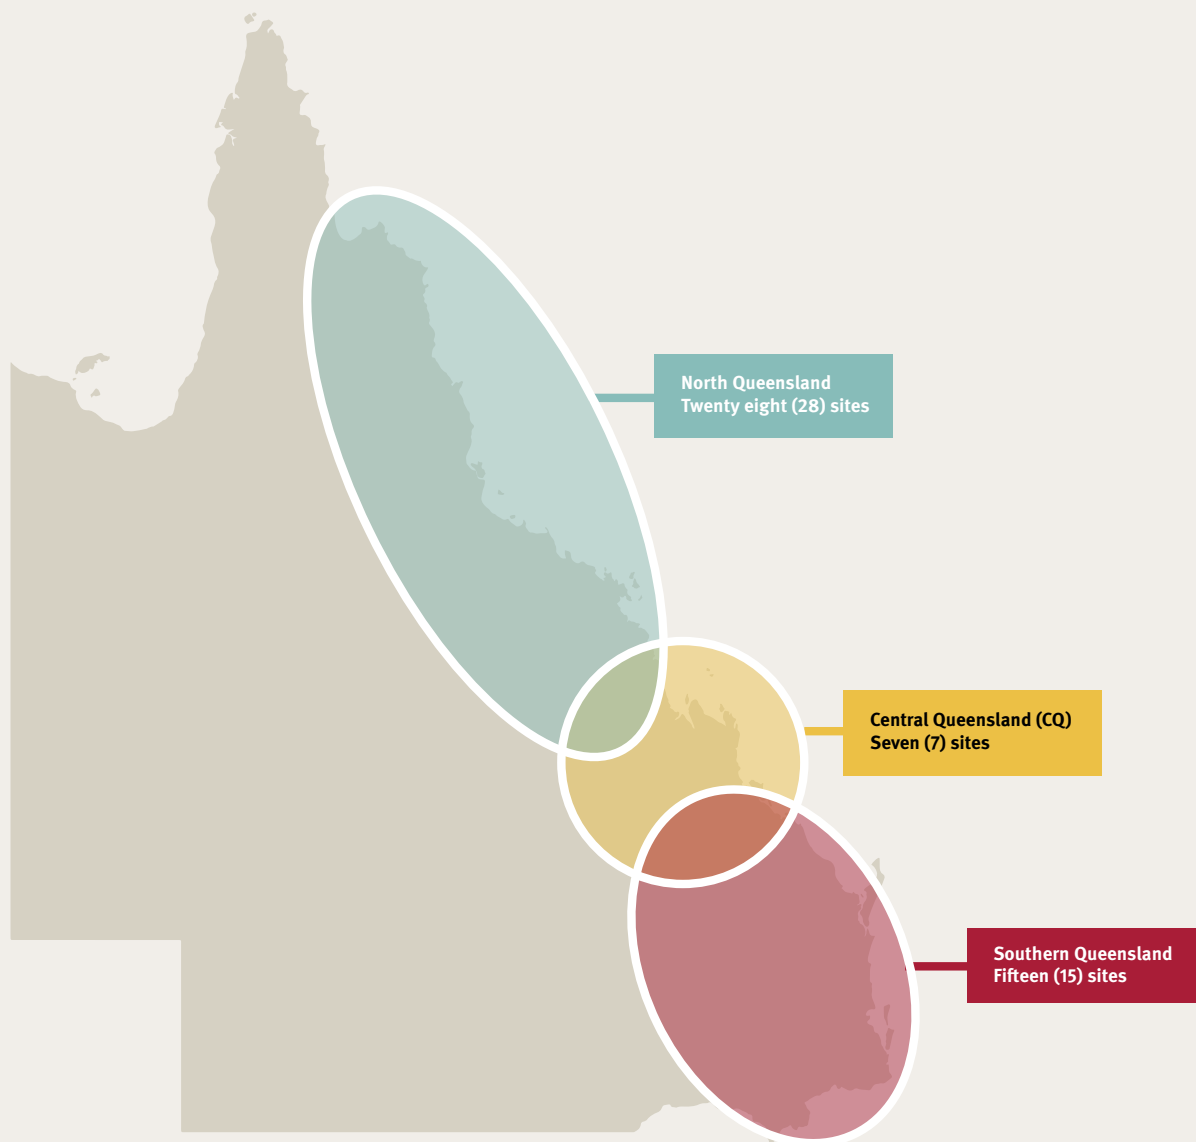 North Queensland
Twenty eight (28) sites
Central Queensland (CQ)
Seven (7) sites
Southern Queensland
Fifteen (15) sites